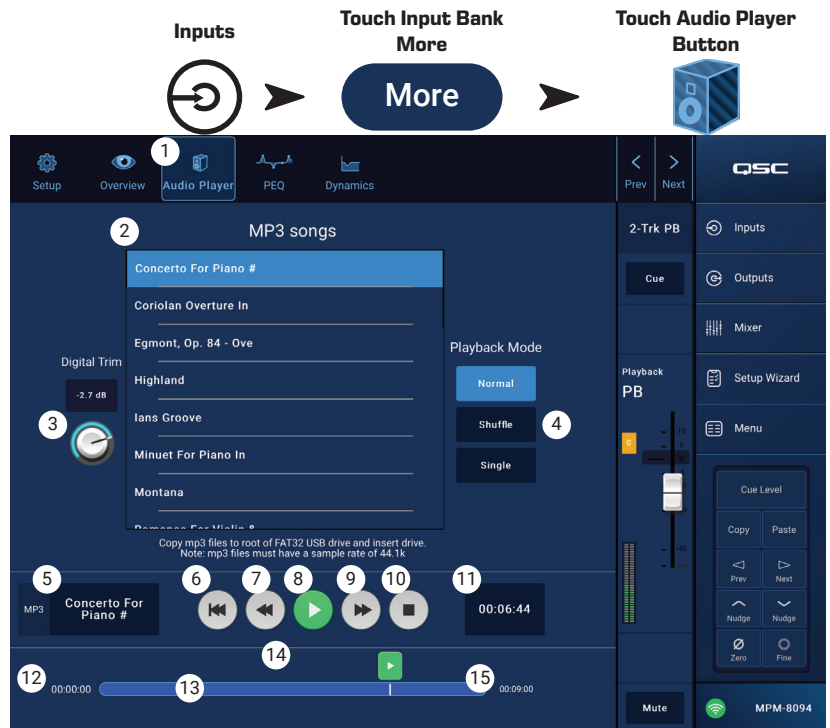 Inputs
Touch Input Bank
More
Touch Audio Player
Button
More
1
Setup
Overview
Audio Player
PEQ
Dynamics
Prev
Next
QSC
2
MP3 songs
2-Trk PB
Inputs
Concerto For Piano #
Cue
Outputs
Coriolan Overture In
Mixer
Egmont, Op. 84 - Ove
Playback Mode
Digital Trim
Highland
Normal
Playback
PB
Setup Wizard
-2.7 dB
3
Ians Groove
Shuffle
4
C
10
5
U
Menu
Minuet For Piano In
Single
Montana
Cue Level
Romance For Violin &
Copy
Paste
Copy mp3 files to root of FAT32 USB drive and insert drive.
Note: mp3 files must have a sample rate of 44.1k
-40
Prev
Next
5
6
7
8
9
10
11
MP3
Concerto For
Piano #
00:06:44
Nudge
Nudge
14
Zero
Fine
12
00:00:00
13
15
00:09:00
Mute
MPM-8094